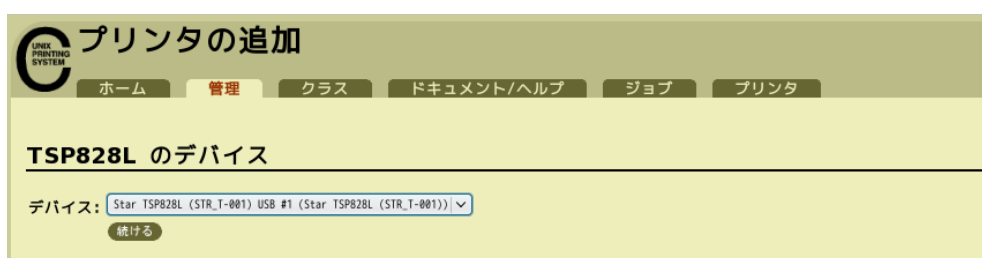 UNIX
PRINTING
SYSTEM
プリンタの追加
ホーム 管理 クラス ドキュメント/ヘルプ ジョブ プリンタ
TSP828L のデバイス
デバイス: Star TSP828L (STR_T-001) USB #1 (Star TSP828L (STR_T-001))
続ける